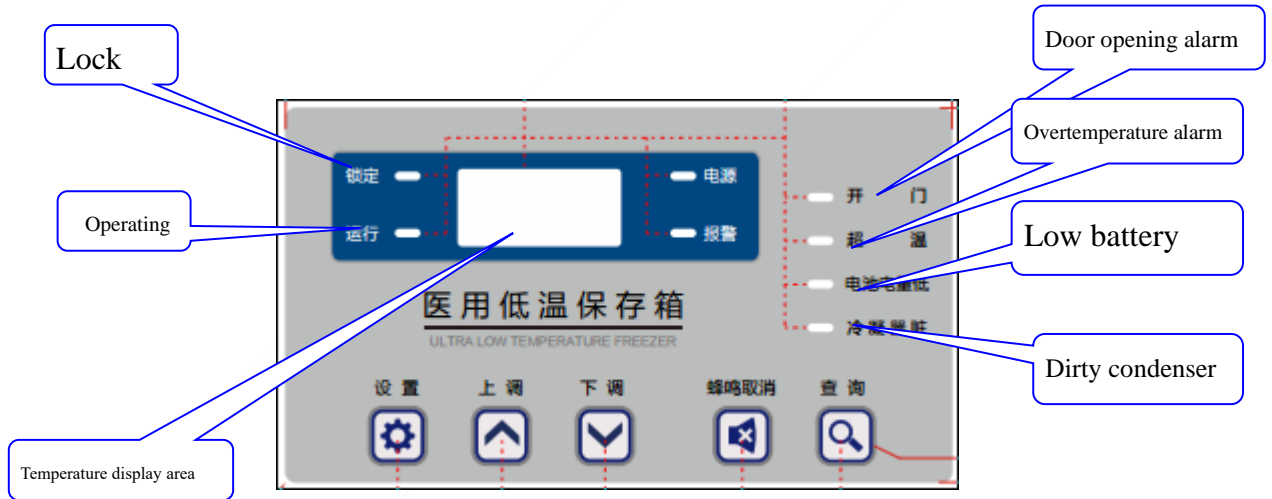 Door opening alarm
Lock
Overtemperature alarm
锁定
电源
开 门
Operating
运行
报警
超 温
Low battery
电池电量低
医用低温保存箱
冷凝器脏
ULTRA LOW TEMPERATURE FREEZER
Dirty condenser
设置
上调
下调
蜂鸣取消
查询
Temperature display area